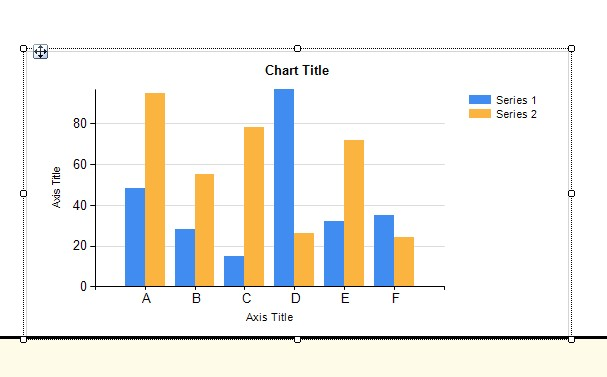 Chart Title
Series 1
Series 2
80
60
40
20
0
Axis Title
A B C D E F
Axis Title